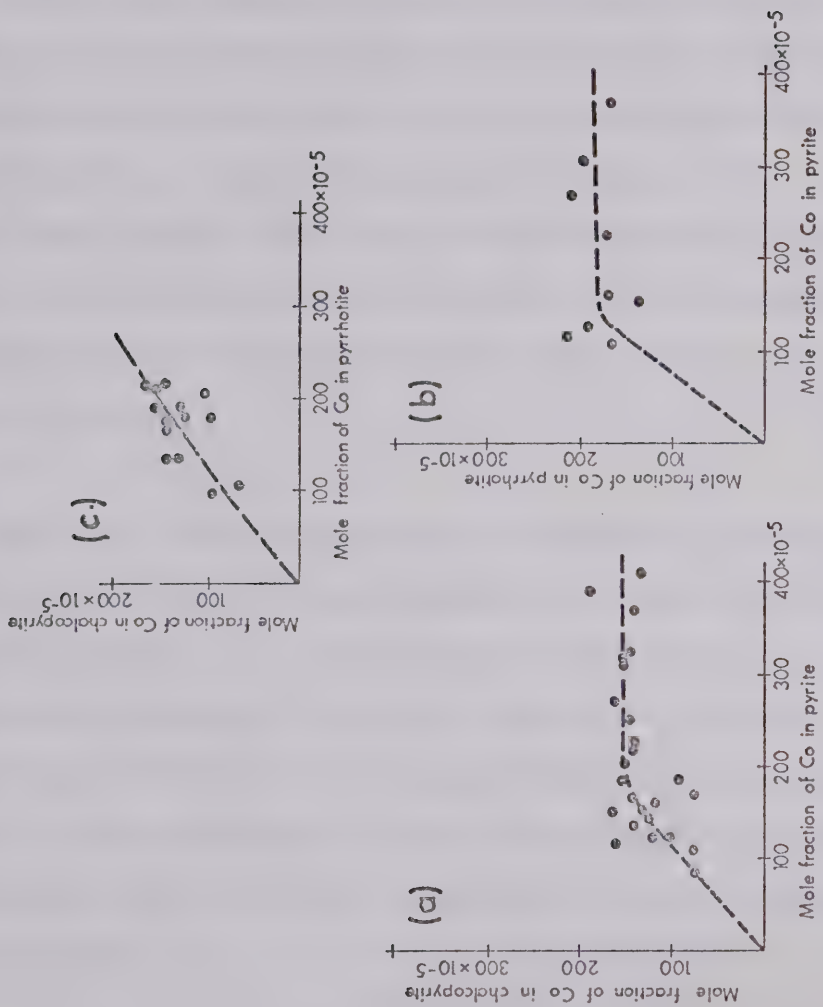 (c.)
Mole fraction of Co in chalcopyrite
200×10-5
100
100
200
300
400×10-5
Mole fraction of Co in pyrrhotite
(a)
Mole fraction of Co in chalcopyrite
300×10-5
200
100
100
200
300
400×10-5
Mole fraction of Co in pyrite
(b)
Mole fraction of Co in pyrrhotite
300×10-5
200
100
100
200
300
400×10-5
Mole fraction of Co in pyrite